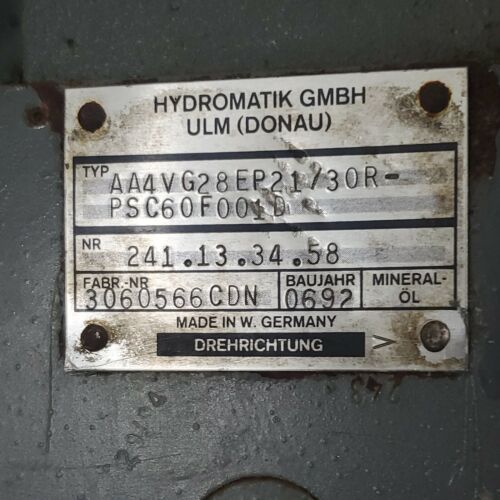 HYDROMATIK GMBH
ULM (DONAU)
TYP
AA4VG28EP21/30R-
PSC60F001D
NR
241.13.34.58
FABR.-NR
3060566CDN
BAUJAHR
0692
MINERAL-
ÖL
MADE IN W. GERMANY
DREHRICHTUNG >